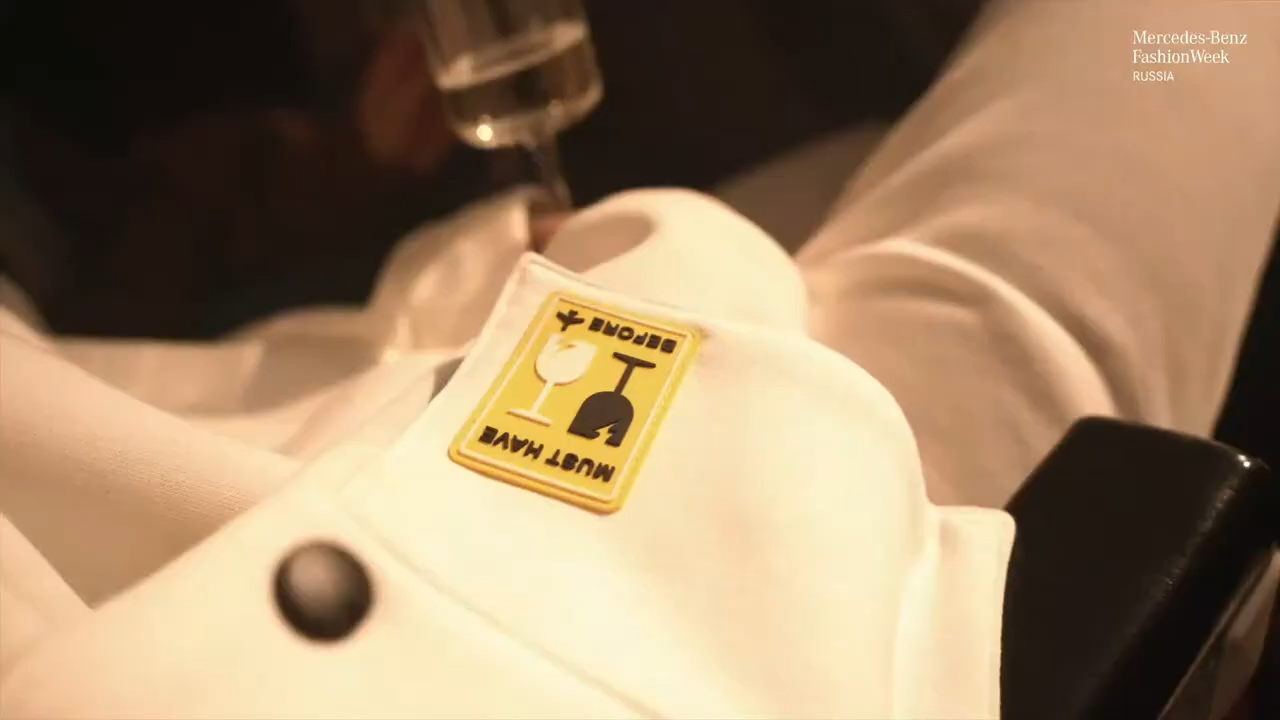 Mercedes-Benz
FashionWeek
RUSSIA
MUST HAVE
BEFORE